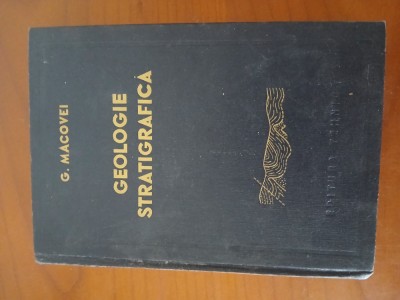 G. MACOVEI
GEOLOGIE
STRATIGRAFICĂ
EDITURA TEHNICĂ